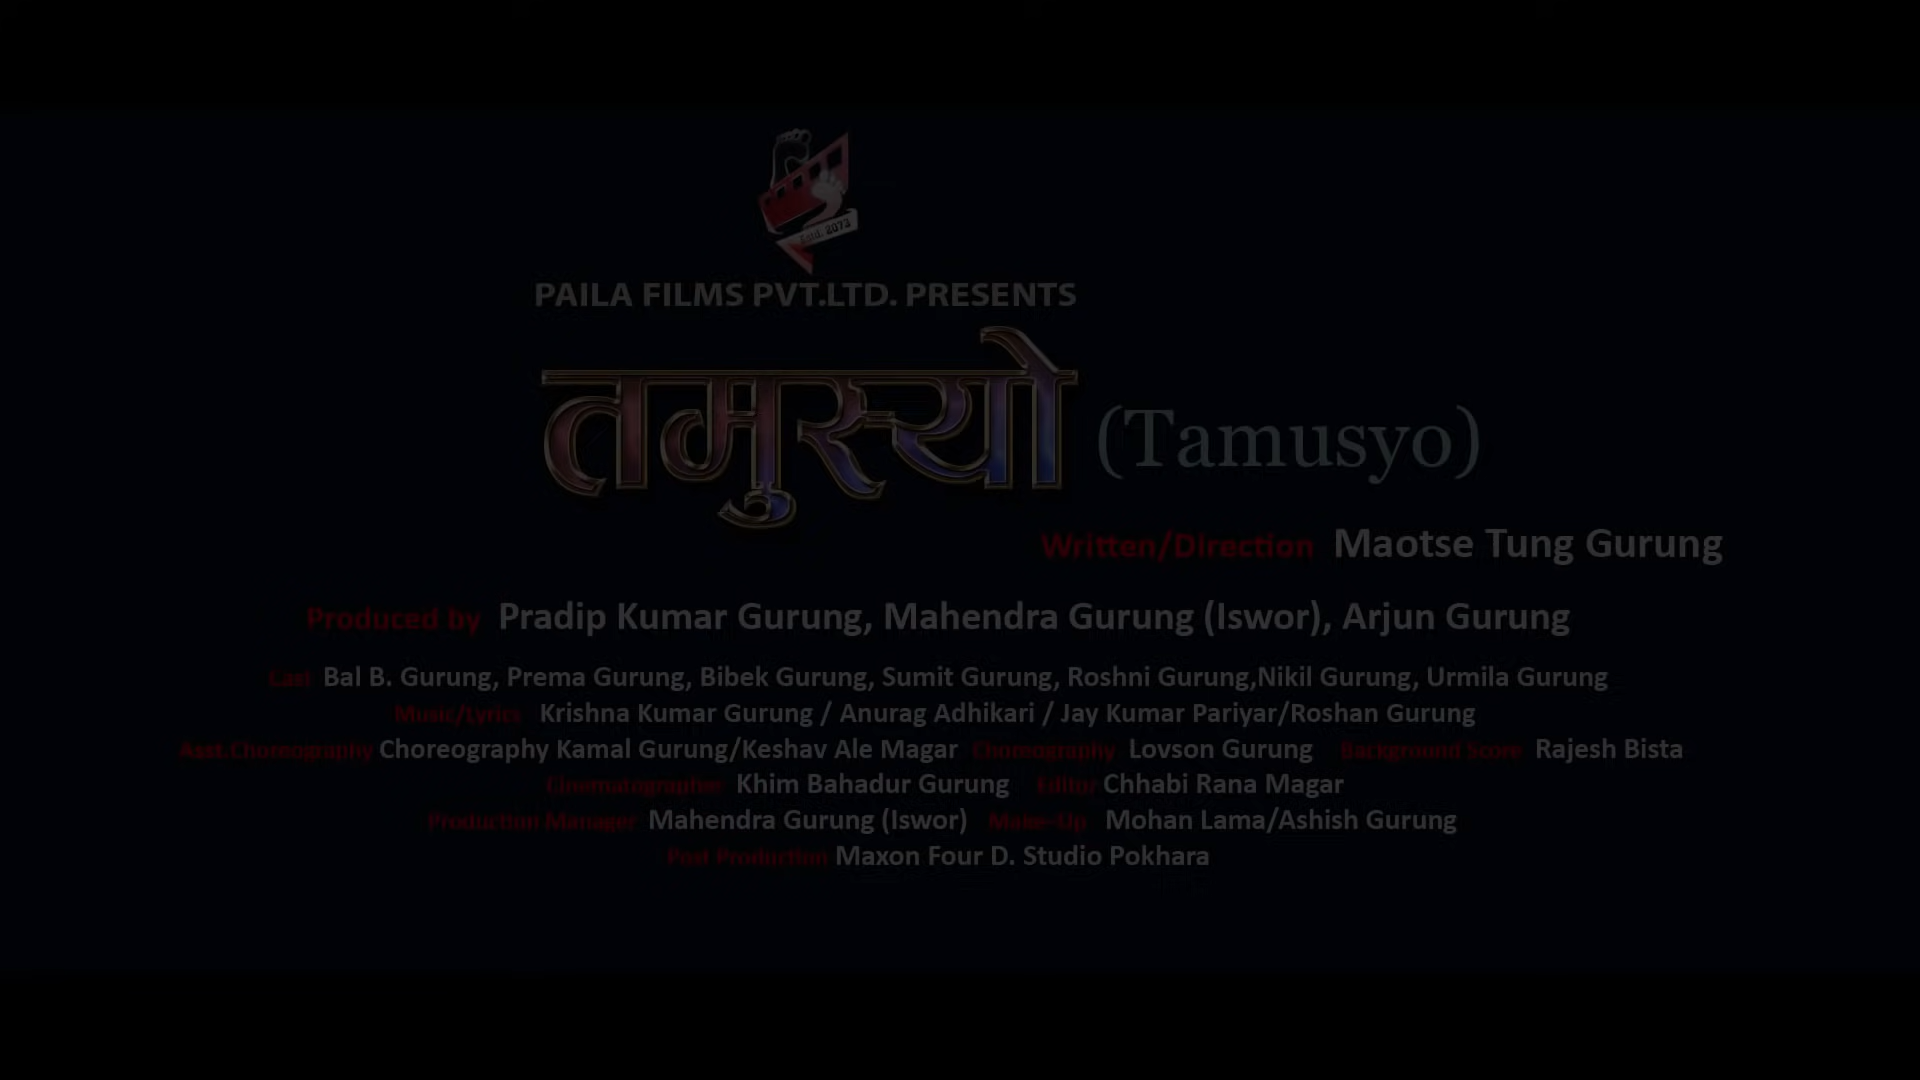 Estd. 2073
PAILA FILMS PVT.LTD. PRESENTS
तमुस्यो (Tamusyo)
Written/Direction Maotse Tung Gurung
Produced by Pradip Kumar Gurung, Mahendra Gurung (Iswor), Arjun Gurung
Cast Bal B. Gurung, Prema Gurung, Bibek Gurung, Sumit Gurung, Roshni Gurung,Nikil Gurung, Urmila Gurung
Music/Lyrics Krishna Kumar Gurung / Anurag Adhikari / Jay Kumar Pariyar/Roshan Gurung
Asst.Choreography Choreography Kamal Gurung/Keshav Ale Magar Choreography Lovson Gurung Background Score Rajesh Bista
Cinematographer Khim Bahadur Gurung Editor Chhabi Rana Magar
Production Manager Mahendra Gurung (Iswor) Make-Up Mohan Lama/Ashish Gurung
Post Production Maxon Four D. Studio Pokhara